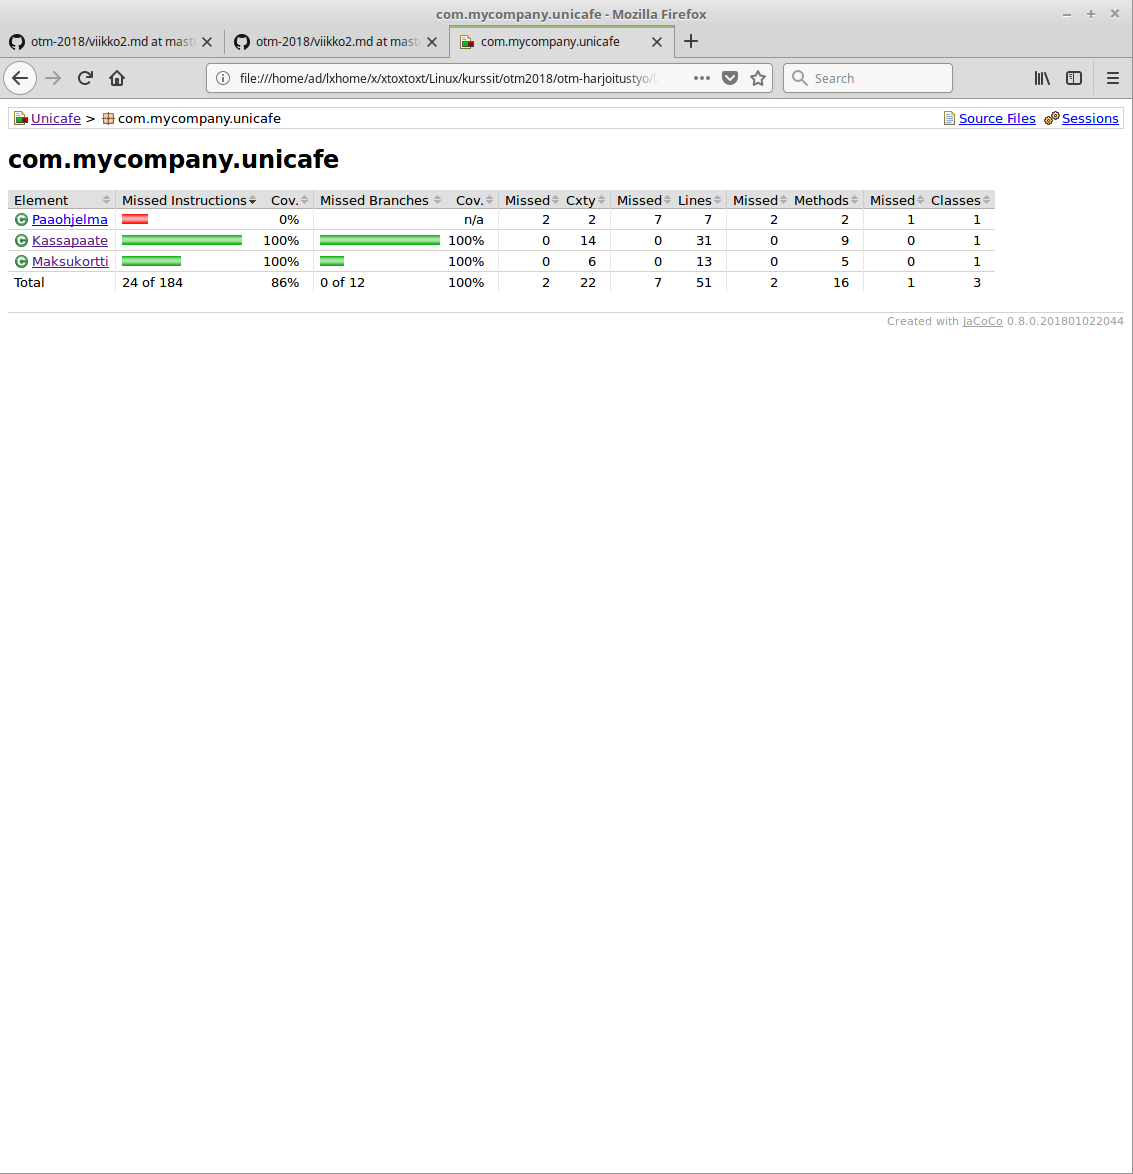 com.mycompany.unicafe - Mozilla Firefox
otm-2018/viikko2.md at mast otm-2018/viikko2.md at mast com.mycompany.unicafe
file:///home/ad/lxhome/x/xtoxtoxt/Linux/kurssit/otm2018/otm-harjoitustyo/ Search
Unicafe > com.mycompany.unicafe Source Files Sessions
com.mycompany.unicafe
Element Missed Instructions Cov. Missed Branches Cov. Missed Cxty Missed Lines Missed Methods Missed Classes
Paaohjelma 0% n/a 2 2 7 7 2 2 1 1
Kassapaate 100% 100% 0 14 0 31 0 9 0 1
Maksukortti 100% 100% 0 6 0 13 0 5 0 1
Total 24 of 184 86% 0 of 12 100% 2 22 7 51 2 16 1 3
Created with JaCoCo 0.8.0.201801022044